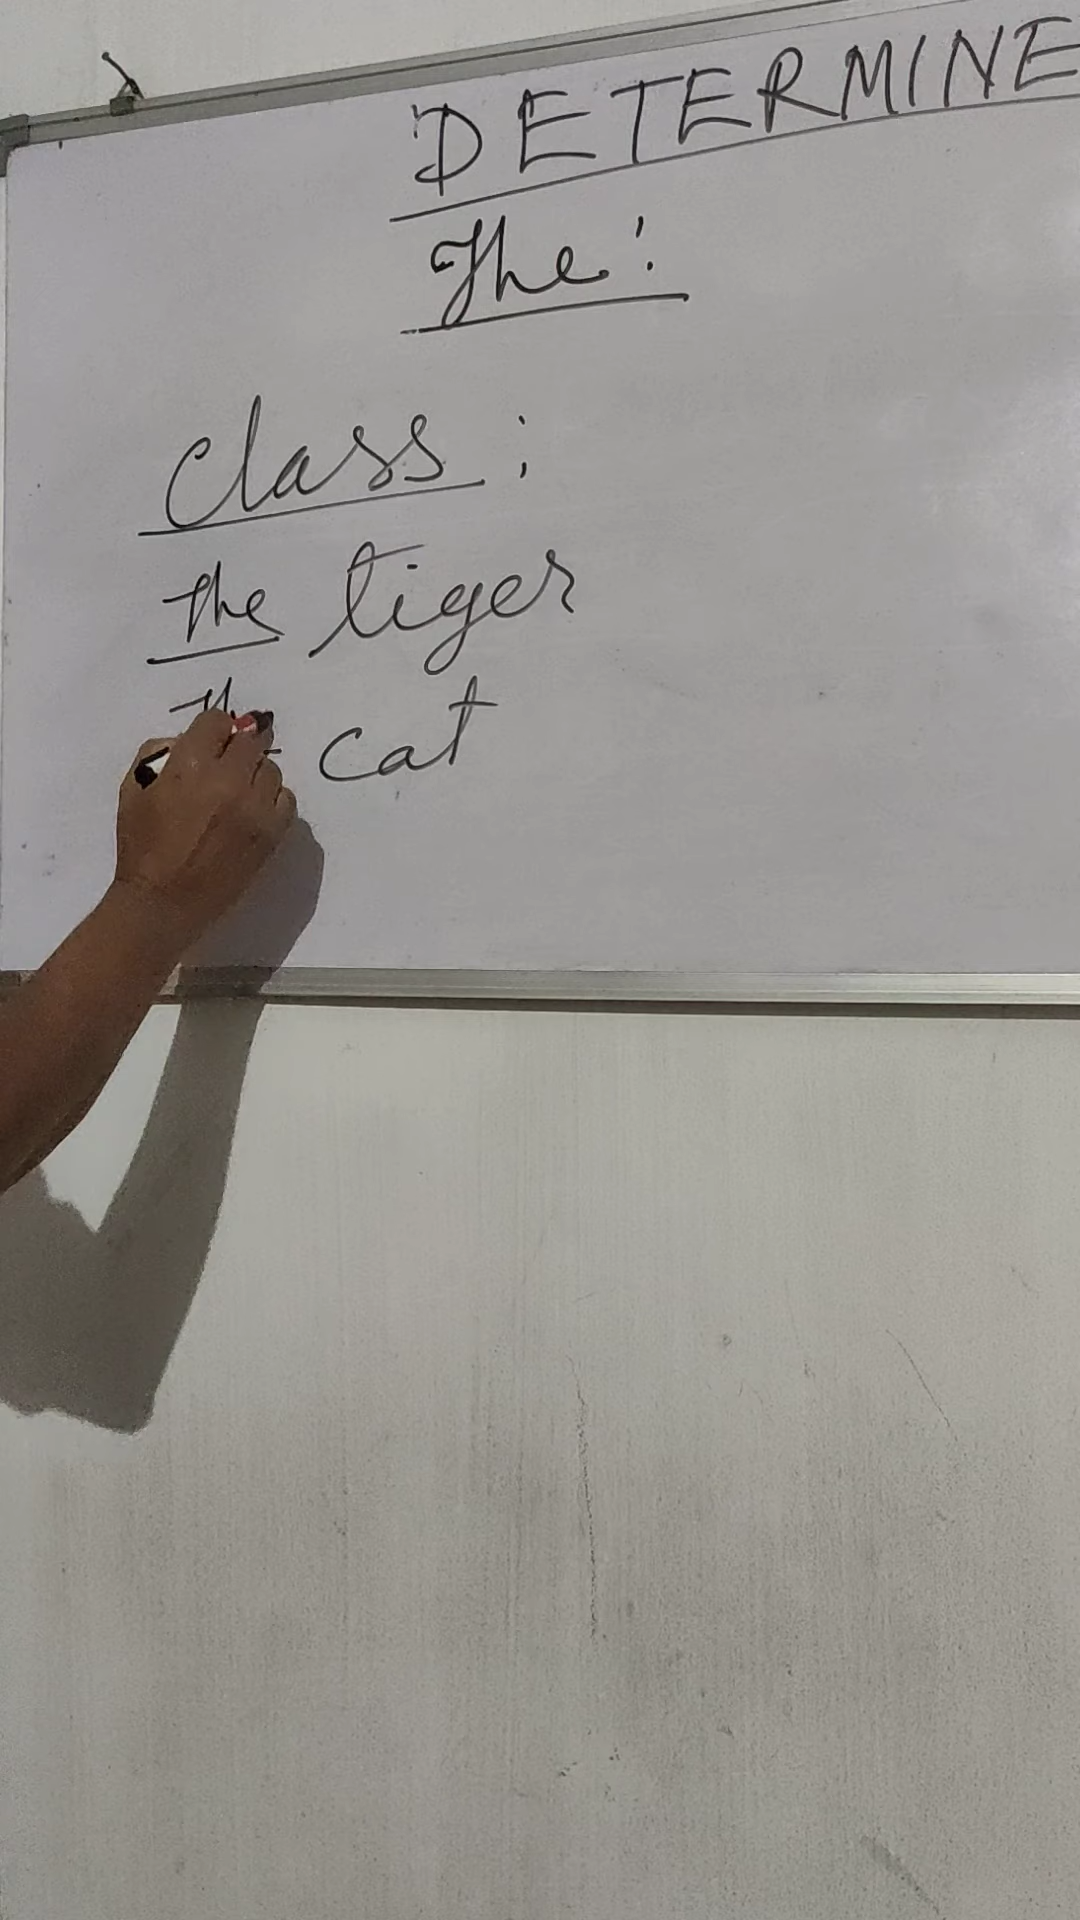 DETERMINE
The :
Class :
the tiger
cat